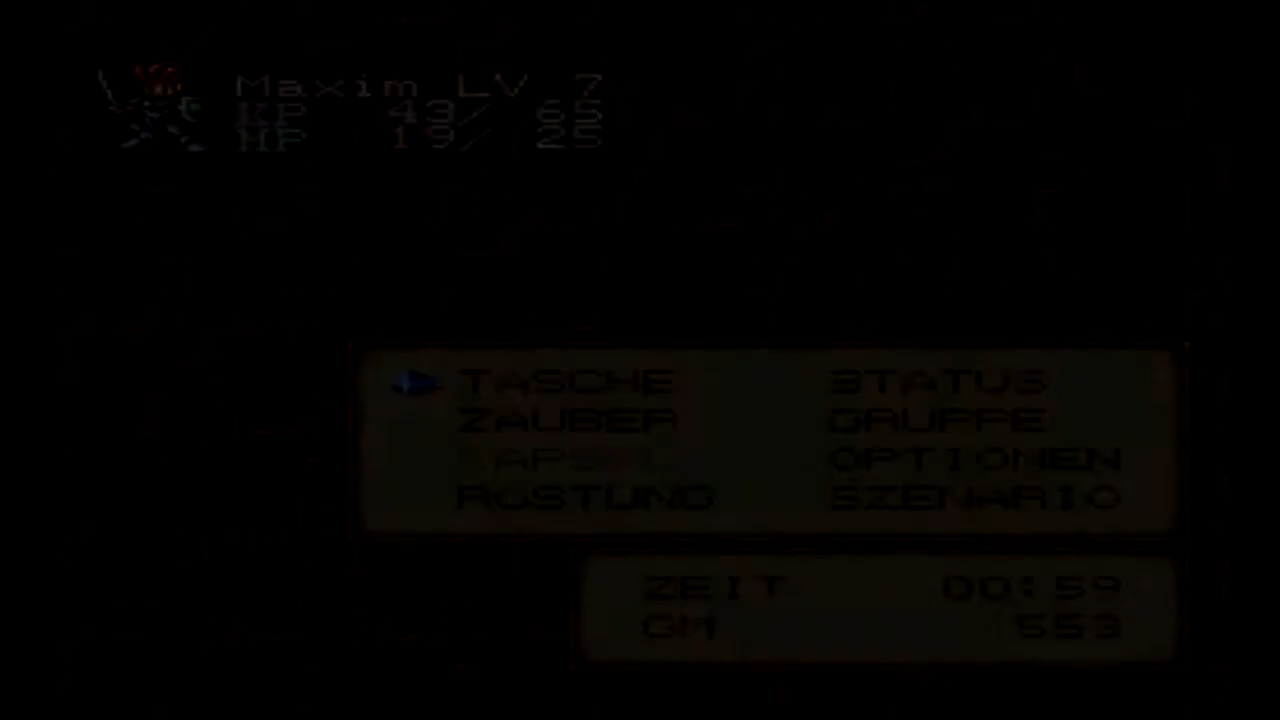 Maxim LV 7
KP 43/ 65
MP 19/ 25
TASCHE STATUS
ZAUBER GRUPPE
KAPSEL OPTIONEN
RÜSTUNG SZENARIO
ZEIT 00:59
GM 553